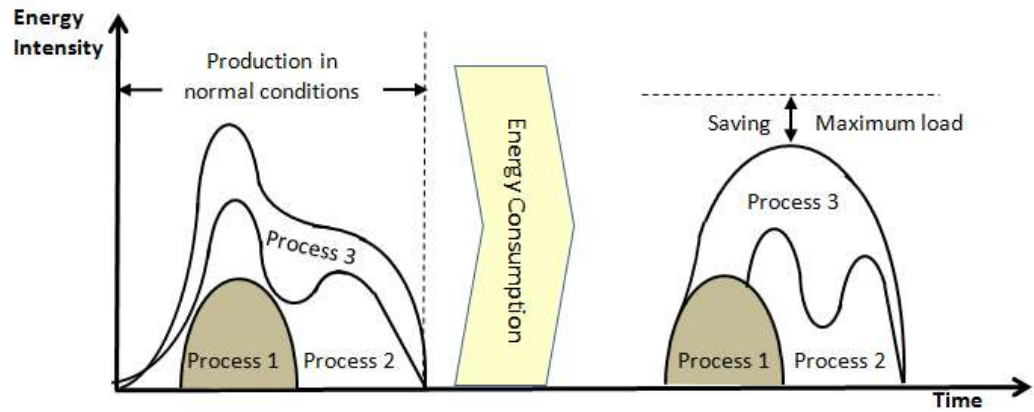 Energy
Intensity
Production in
normal conditions
Process 3
Process 1
Process 2
Energy Consumption
Saving
Maximum load
Process 3
Process 1
Process 2
Time